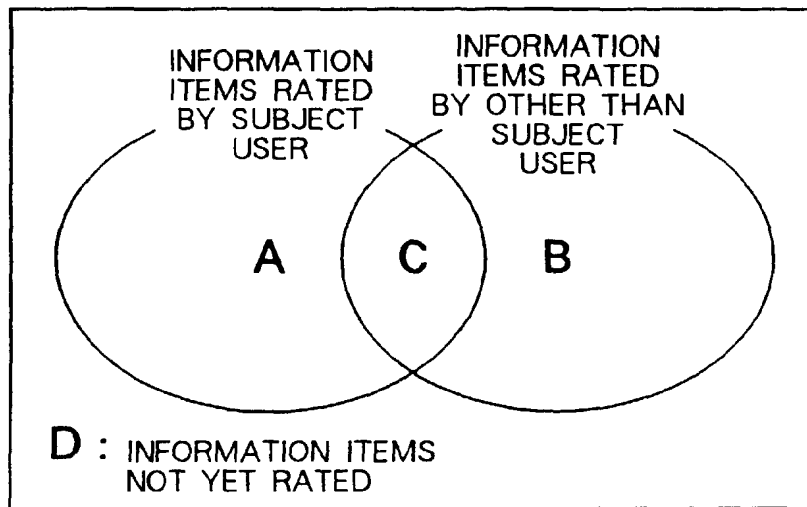 INFORMATION
ITEMS RATED
BY SUBJECT
USER
INFORMATION
ITEMS RATED
BY OTHER THAN
SUBJECT
USER
A
C
B
D : INFORMATION ITEMS
NOT YET RATED